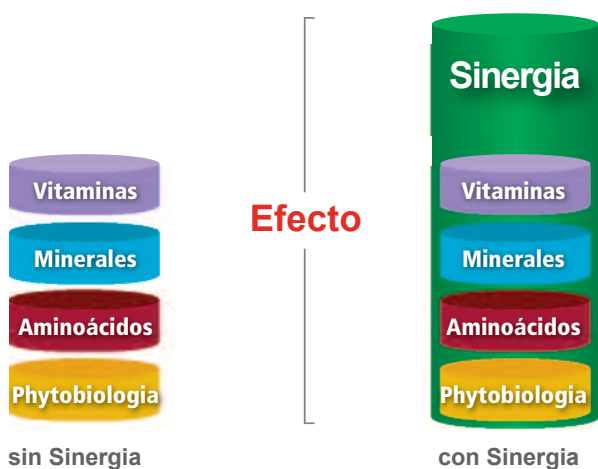 Vitaminas
Minerales
Aminoácidos
Phytobiologia
sin Sinergia
Efecto
Sinergia
Vitaminas
Minerales
Aminoácidos
Phytobiologia
con Sinergia